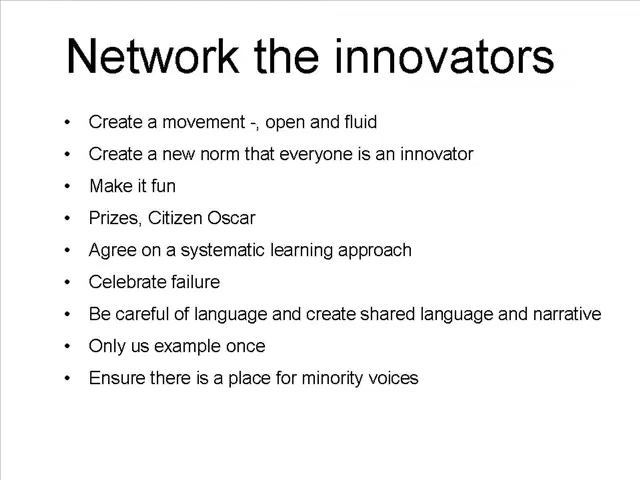 Network the innovators
• Create a movement -, open and fluid
• Create a new norm that everyone is an innovator
• Make it fun
• Prizes, Citizen Oscar
• Agree on a systematic learning approach
• Celebrate failure
• Be careful of language and create shared language and narrative
• Only us example once
• Ensure there is a place for minority voices